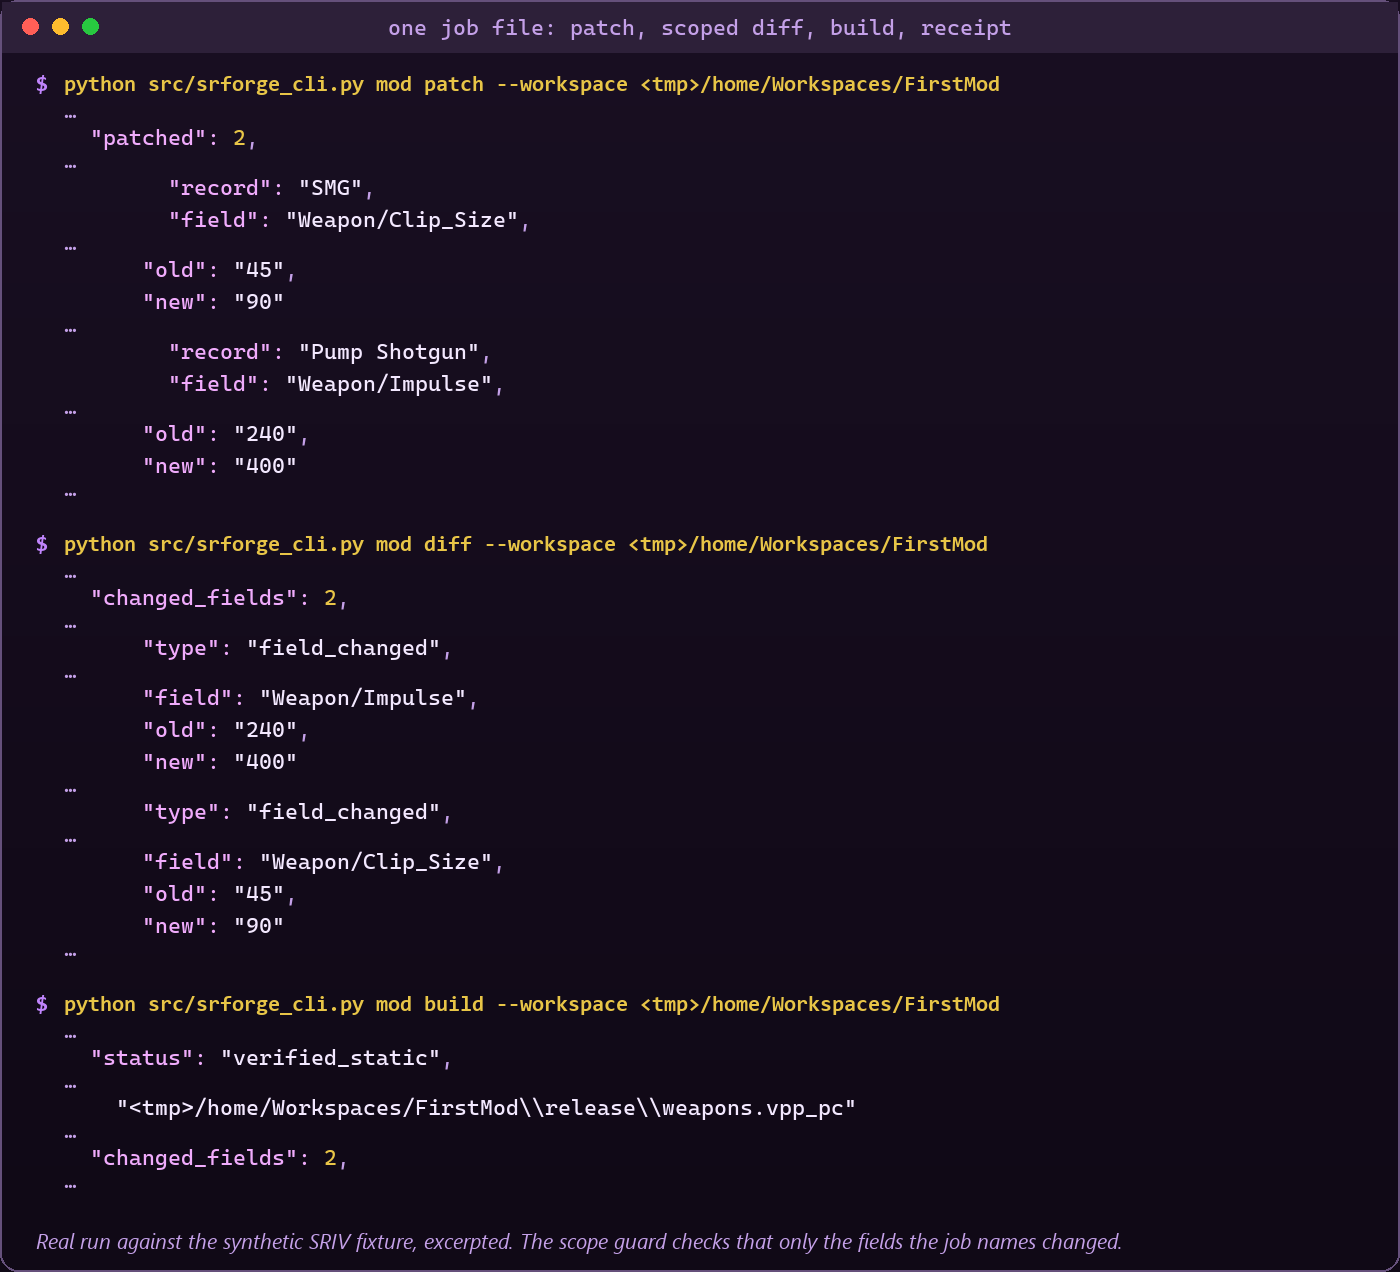 one job file: patch, scoped diff, build, receipt
$ python src/srforge_cli.py mod patch --workspace <tmp>/home/Workspaces/FirstMod
…
"patched": 2,
…
"record": "SMG",
"field": "Weapon/Clip_Size",
…
"old": "45",
"new": "90"
…
"record": "Pump Shotgun",
"field": "Weapon/Impulse",
…
"old": "240",
"new": "400"
…
$ python src/srforge_cli.py mod diff --workspace <tmp>/home/Workspaces/FirstMod
…
"changed_fields": 2,
…
"type": "field_changed",
…
"field": "Weapon/Impulse",
"old": "240",
"new": "400"
…
"type": "field_changed",
…
"field": "Weapon/Clip_Size",
"old": "45",
"new": "90"
…
$ python src/srforge_cli.py mod build --workspace <tmp>/home/Workspaces/FirstMod
…
"status": "verified_static",
…
"<tmp>/home/Workspaces/FirstMod\\release\\weapons.vpp_pc"
…
"changed_fields": 2,
…
Real run against the synthetic SRIV fixture, excerpted. The scope guard checks that only the fields the job names changed.